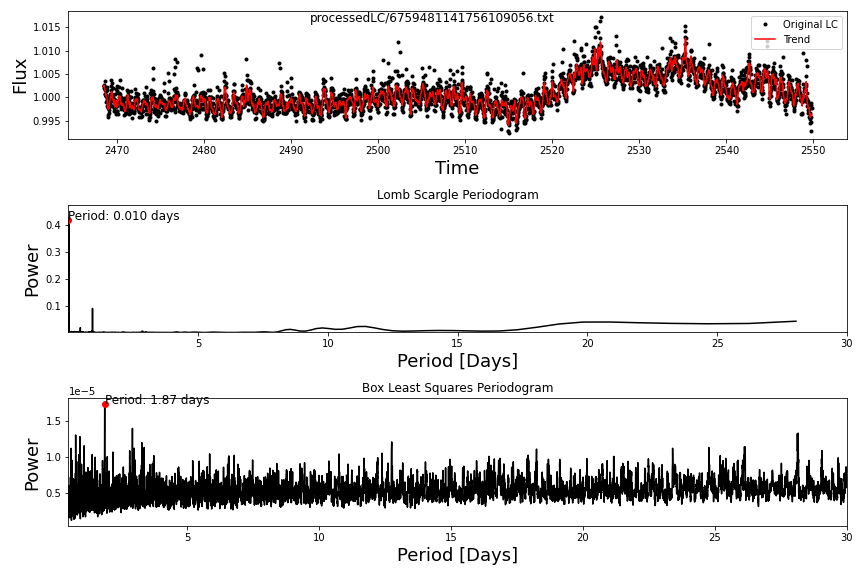 processedLC/6759481141756109056.txt
Original LC
Trend
Flux
1.015
1.010
1.005
1.000
0.995
2470 2480 2490 2500 2510 2520 2530 2540 2550
Time
Lomb Scargle Periodogram
Period: 0.010 days
Power
0.4
0.3
0.2
0.1
5 10 15 20 25 30
Period [Days]
Box Least Squares Periodogram
1e−5
Period: 1.87 days
Power
1.5
1.0
0.5
5 10 15 20 25 30
Period [Days]